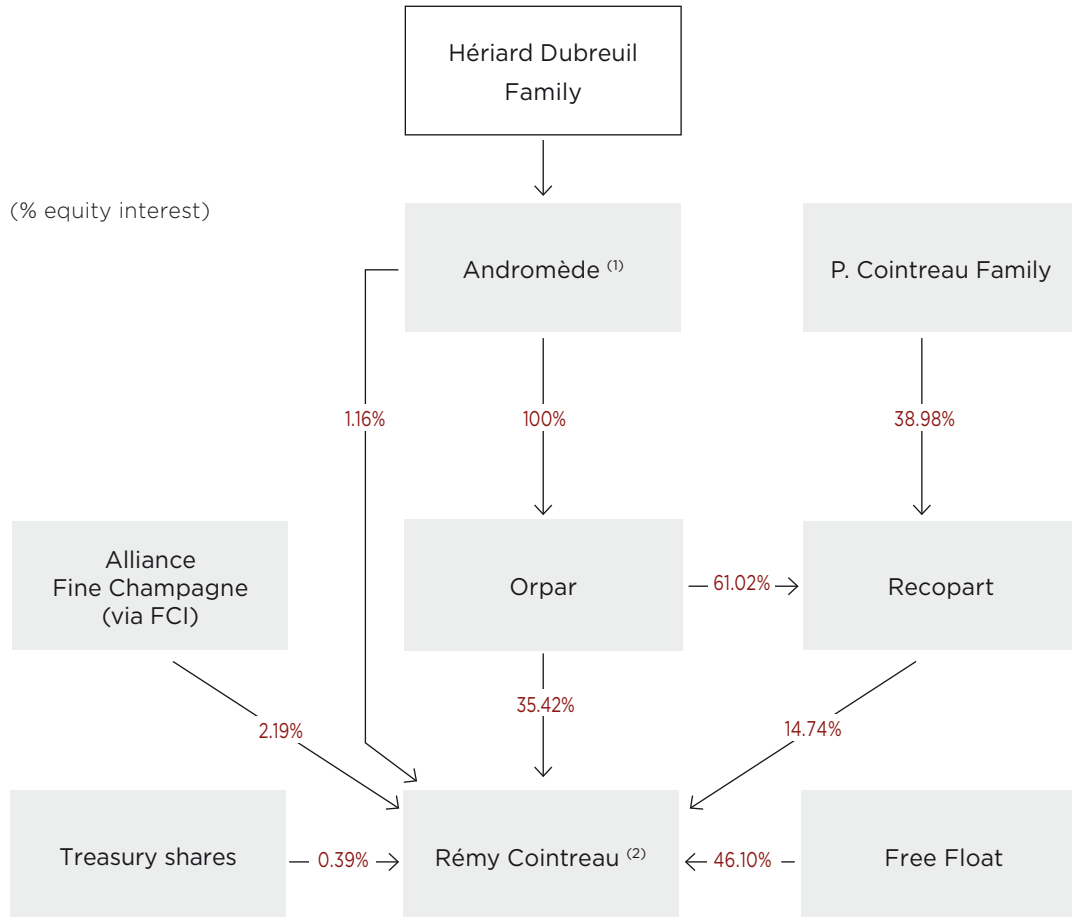 Hériard Dubreuil
Family
(% equity interest)
Andromède (1)
P. Cointreau Family
1.16%
100%
38.98%
Alliance
Fine Champagne
(via FCI)
Orpar
61.02%
Recopart
35.42%
2.19%
14.74%
Treasury shares
0.39%
Rémy Cointreau (2)
46.10%
Free Float